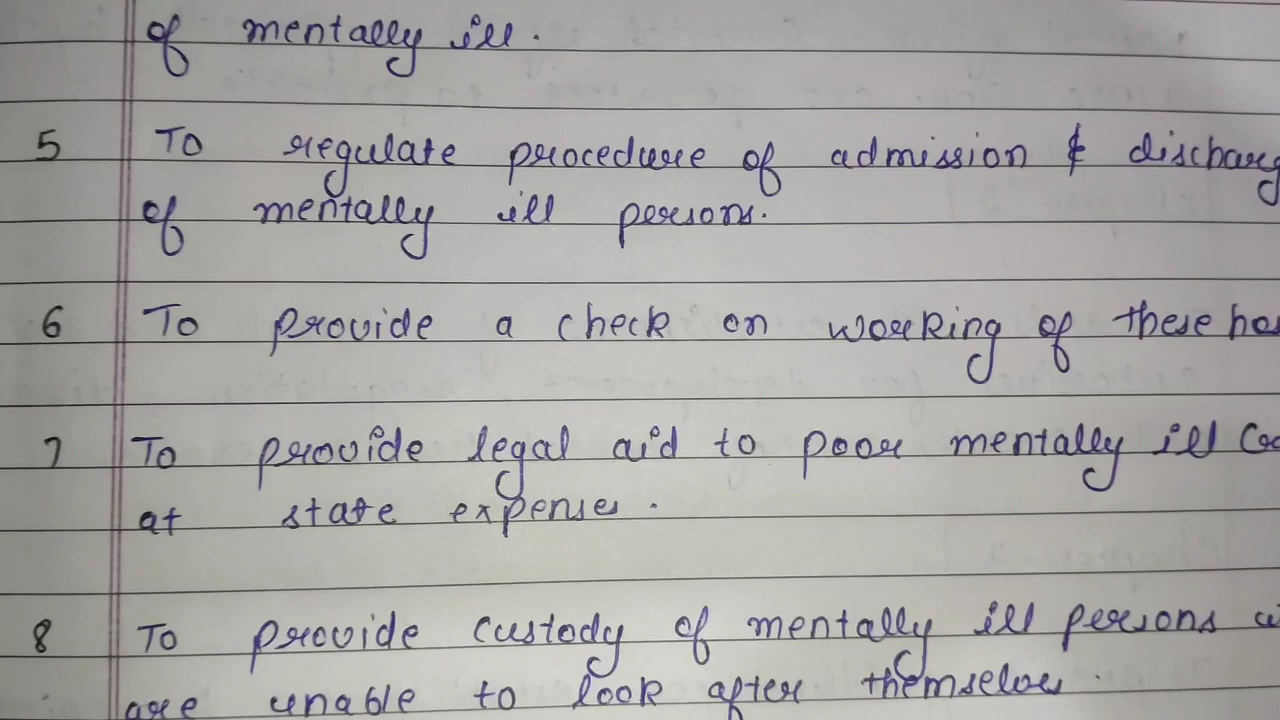 of mentally ill.
5 To regulate procedure of admission & discharg
of mentally ill persons.
6 To provide a check on working of these ho
7 To provide legal aid to poor mentally ill
at state expenses.
8 To provide custody of mentally ill persons
are unable to look after themselves.